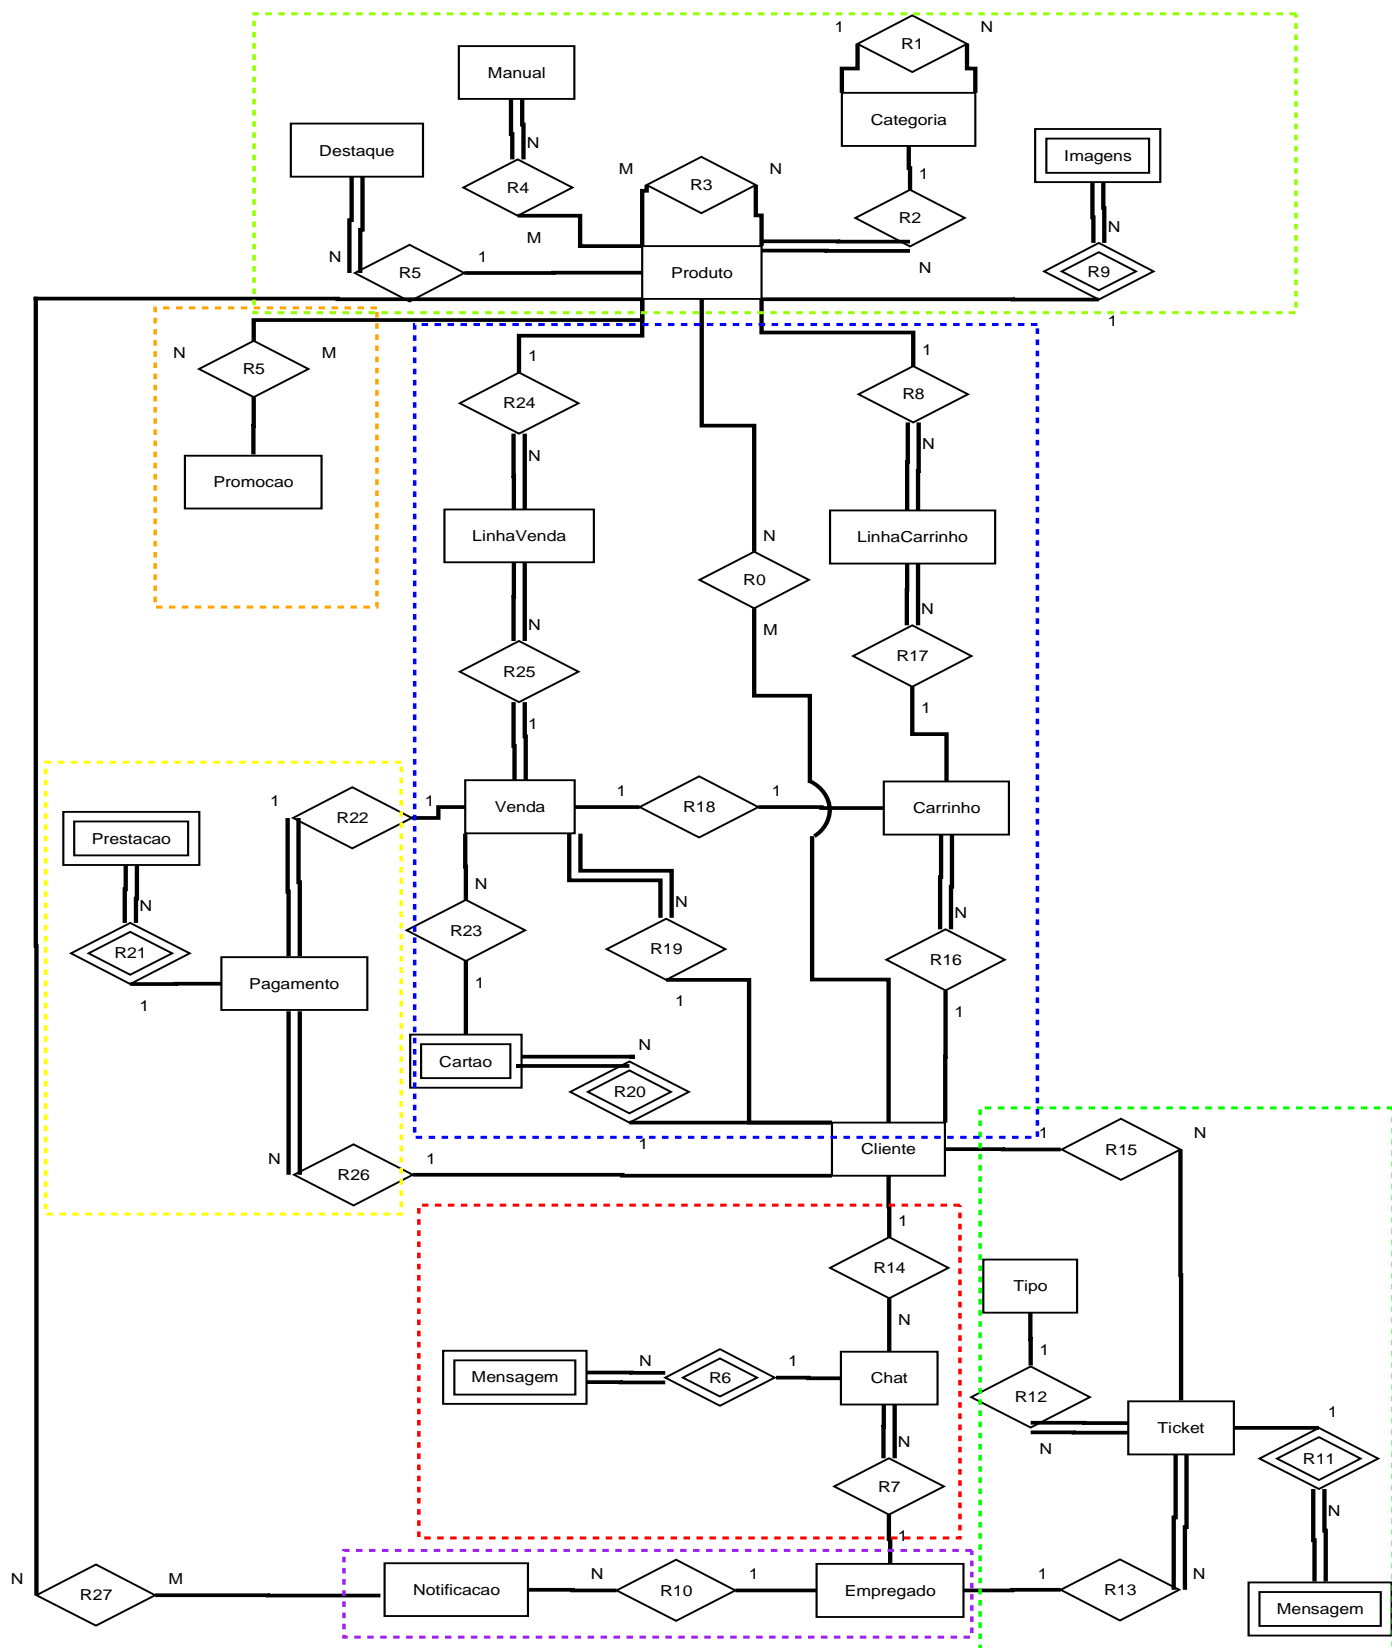 1
N
R1
Manual
Categoria
Destaque
N
Imagens
M
N
1
R3
R4
R2
N
M
N
1
N
R5
Produto
R9
1
N
M
1
1
R5
R8
R24
N
N
Promocao
LinhaVenda
LinhaCarrinho
N
R0
N
N
M
R17
R25
1
1
1
1
1
1
R22
Venda
R18
Carrinho
Prestacao
N
N
N
N
R23
R19
R21
R16
1
Pagamento
1
1
1
N
Cartao
R20
1
1
N
Cliente
R15
N
1
R26
1
R14
Tipo
N
1
N
1
Mensagem
R6
Chat
R12
1
Ticket
N
N
R11
R7
N
1
N
M
N
1
1
N
R27
Notificacao
R10
Empregado
R13
Mensagem